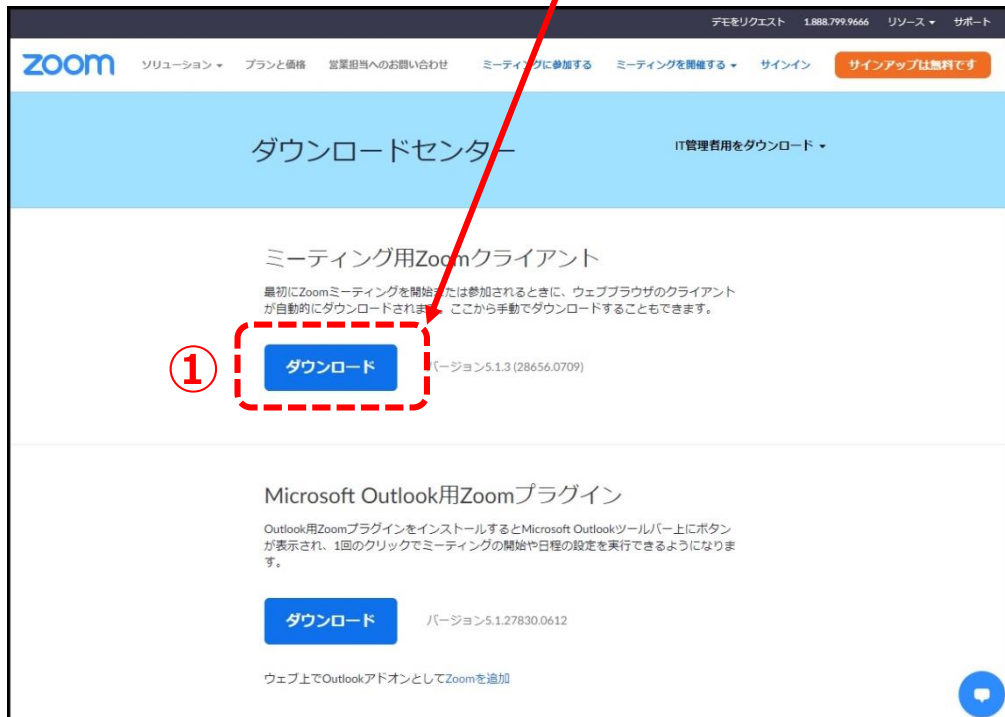 デモをリクエスト 1.888.799.9666 リソース サポート
zoom ソリューション プランと価格 営業担当へのお問い合わせ ミーティングに参加する ミーティングを開催する サインイン サインアップは無料です
ダウンロードセンター IT管理者用をダウンロード
ミーティング用Zoomクライアント
最初にZoomミーティングを開始または参加されるときに、ウェブブラウザのクライアント
が自動的にダウンロードされます。ここから手動でダウンロードすることもできます。
① ダウンロード バージョン5.1.3 (28656.0709)
Microsoft Outlook用Zoomプラグイン
Outlook用ZoomプラグインをインストールするとMicrosoft Outlookツールバー上にボタン
が表示され、1回のクリックでミーティングの開始や日程の設定を実行できるようになりま
す。
ダウンロード バージョン5.1.27830.0612
ウェブ上でOutlookアドオンとしてZoomを追加